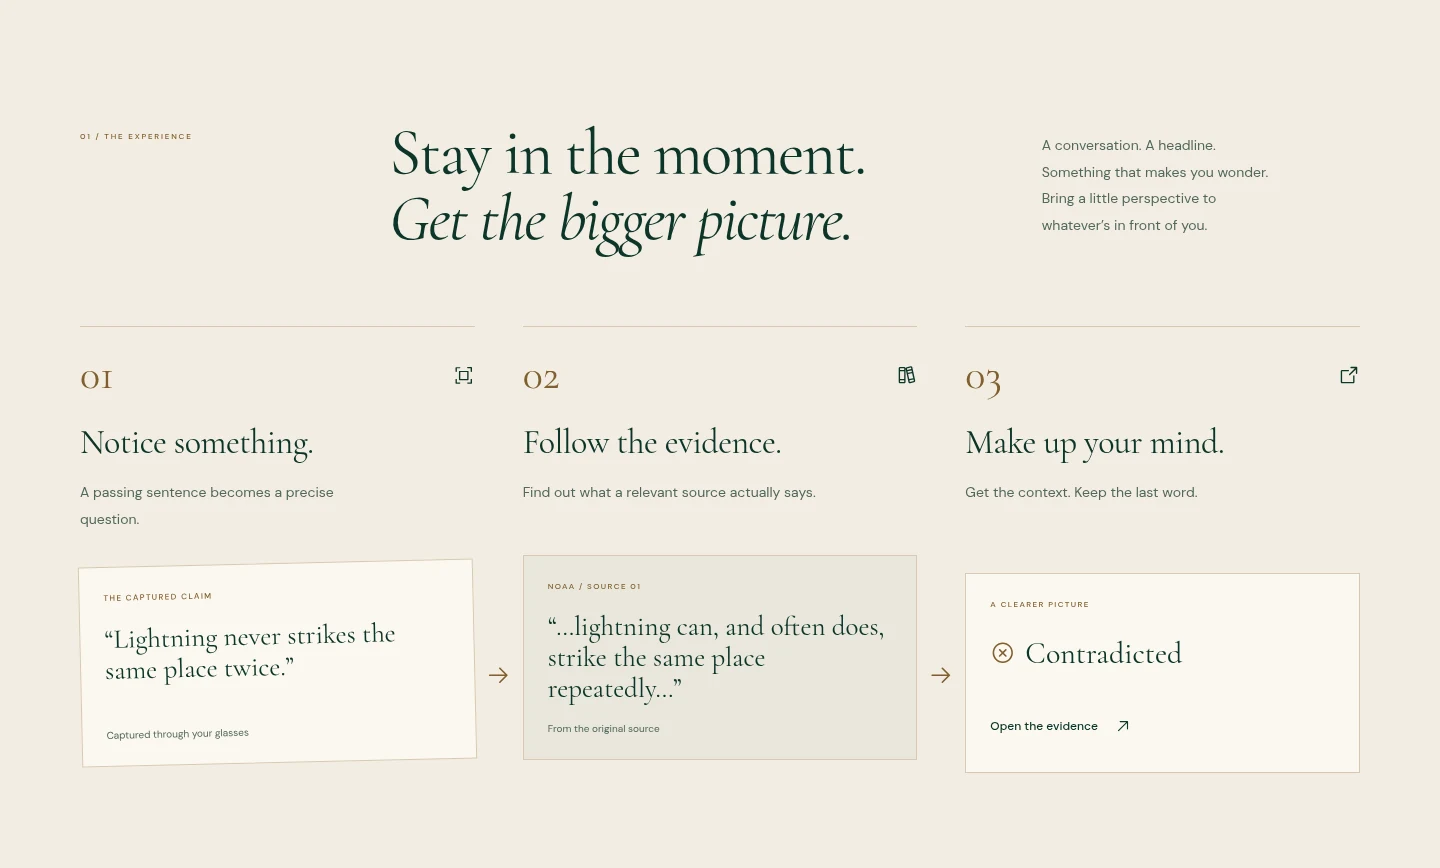 01 / THE EXPERIENCE
Stay in the moment.
Get the bigger picture.
A conversation. A headline.
Something that makes you wonder.
Bring a little perspective to
whatever’s in front of you.
01
Notice something.
A passing sentence becomes a precise
question.
THE CAPTURED CLAIM
“Lightning never strikes the
same place twice.”
Captured through your glasses
02
Follow the evidence.
Find out what a relevant source actually says.
NOAA / SOURCE 01
“…lightning can, and often does,
strike the same place
repeatedly…”
From the original source
03
Make up your mind.
Get the context. Keep the last word.
A CLEARER PICTURE
Contradicted
Open the evidence